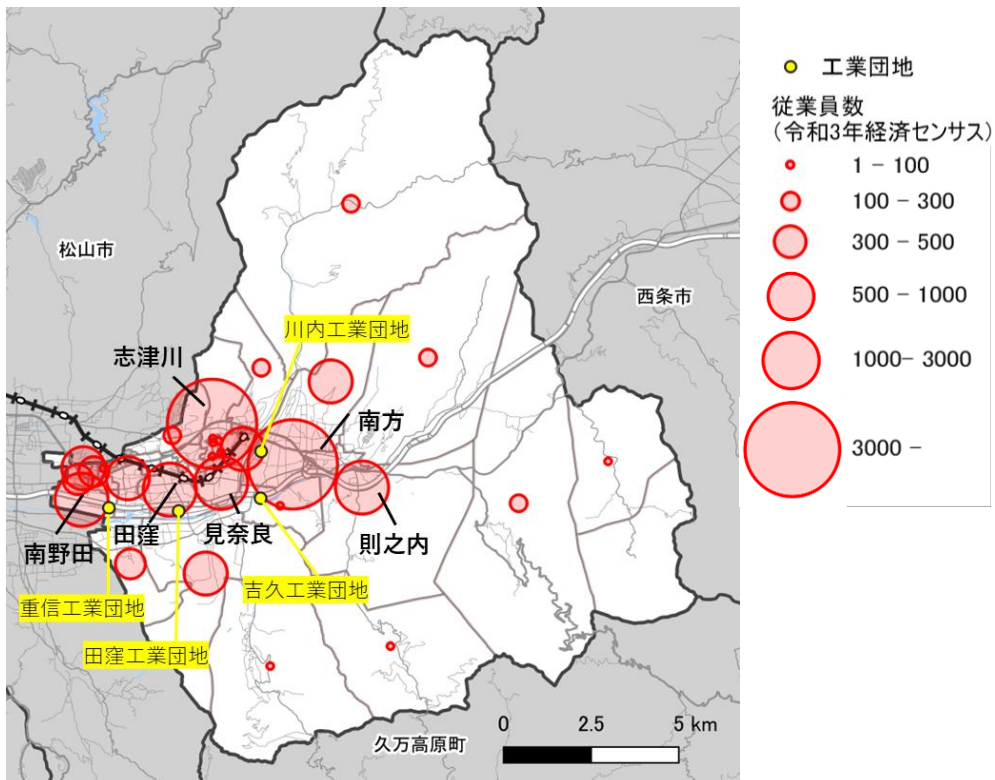 工業団地
従業員数
(令和3年経済センサス)
1 − 100
100 − 300
300 − 500
500 − 1000
1000− 3000
3000 −
松山市
西条市
川内工業団地
志津川
南方
南野田
田窪
見奈良
則之内
重信工業団地
吉久工業団地
田窪工業団地
久万高原町
0 2.5 5 km